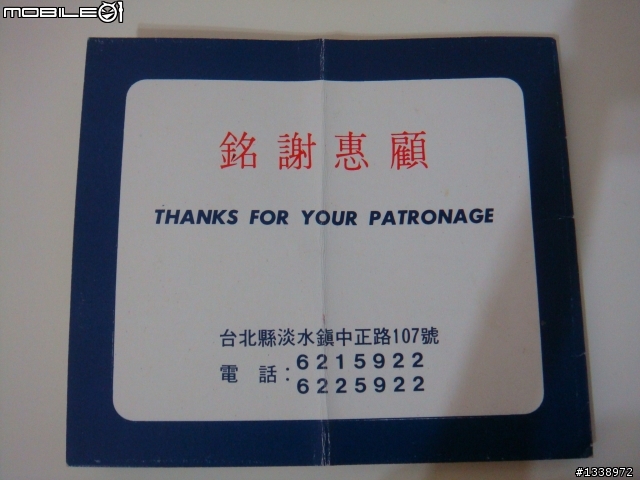 MOBILE01
銘謝惠顧
THANKS FOR YOUR PATRONAGE
台北縣淡水鎮中正路107號
電話:6215922
6225922
#1338972